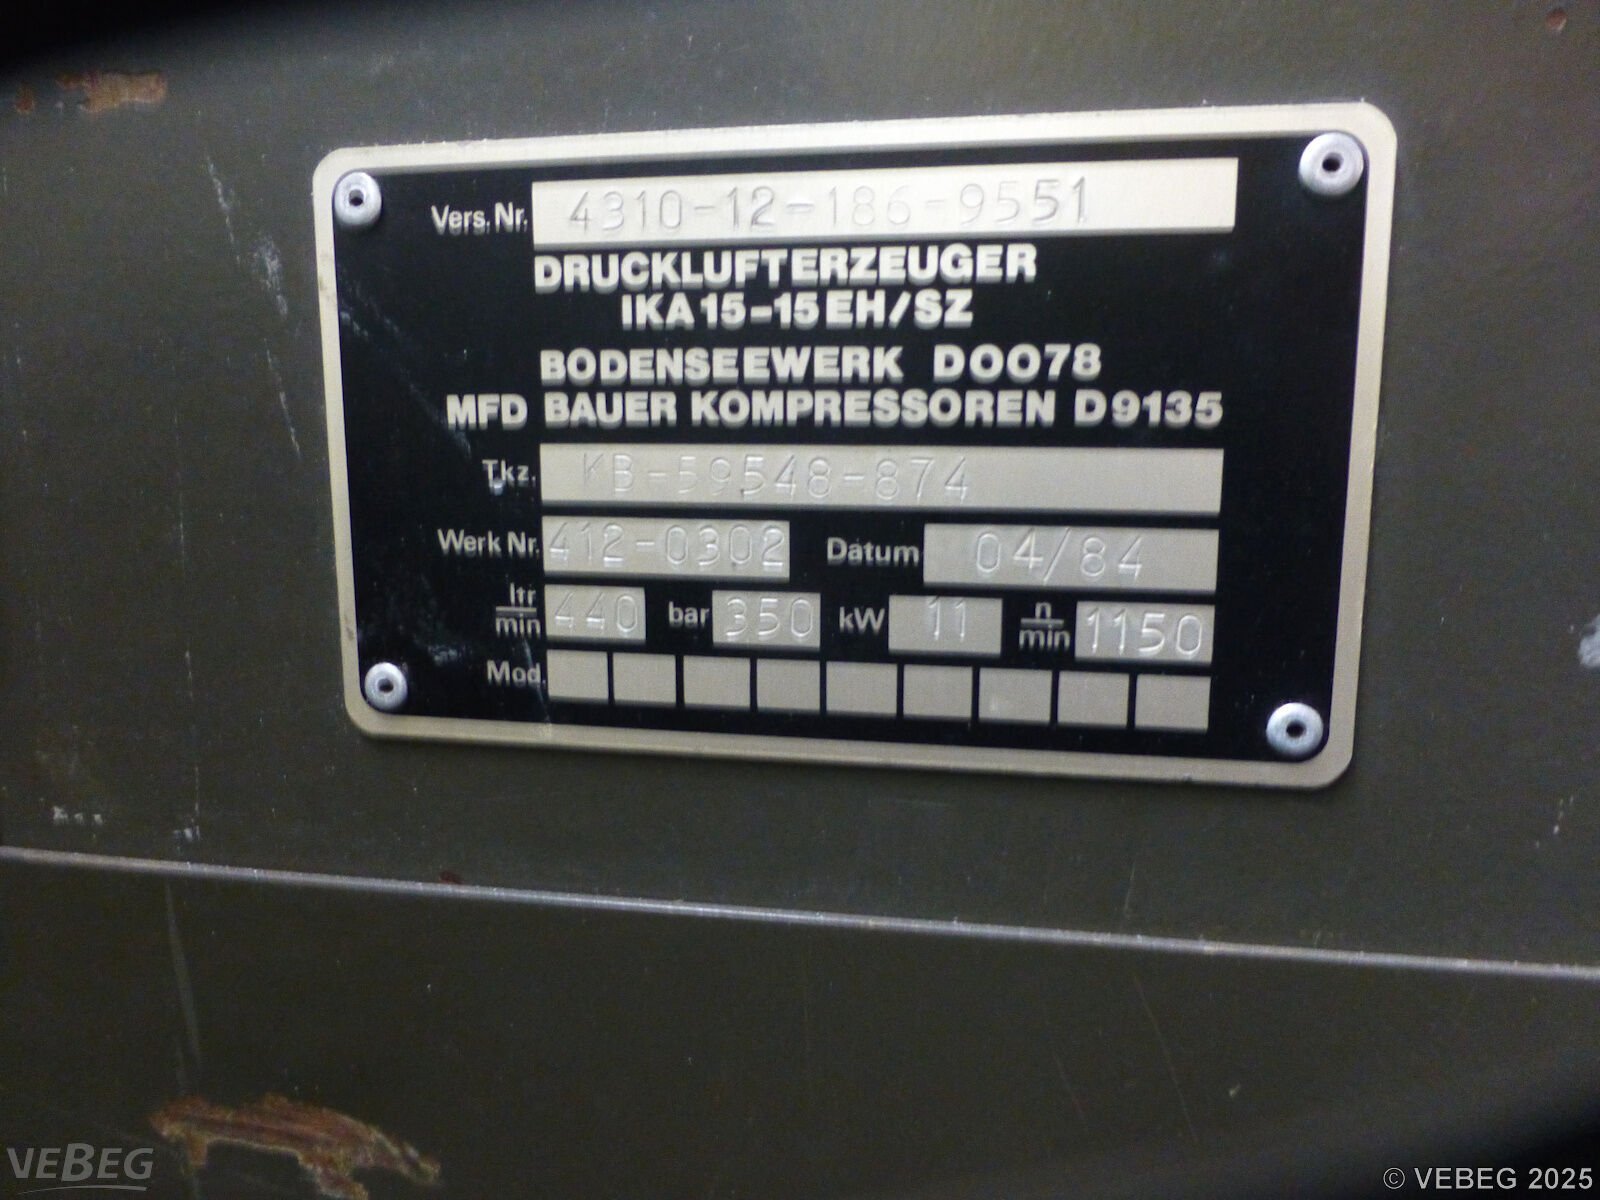 Vers.Nr. 4310-12-186-9551
DRUCKLUFTERZEUGER
IKA 15-15 EH/SZ
BODENSEEWERK D0078
MFD BAUER KOMPRESSOREN D9135
Tkz. KB-59548-874
Werk Nr. 412-0302 Datum 04/84
ltr/min 440 bar 350 kW 11 n/min 1150
Mod.
VEBEG
© VEBEG 2025